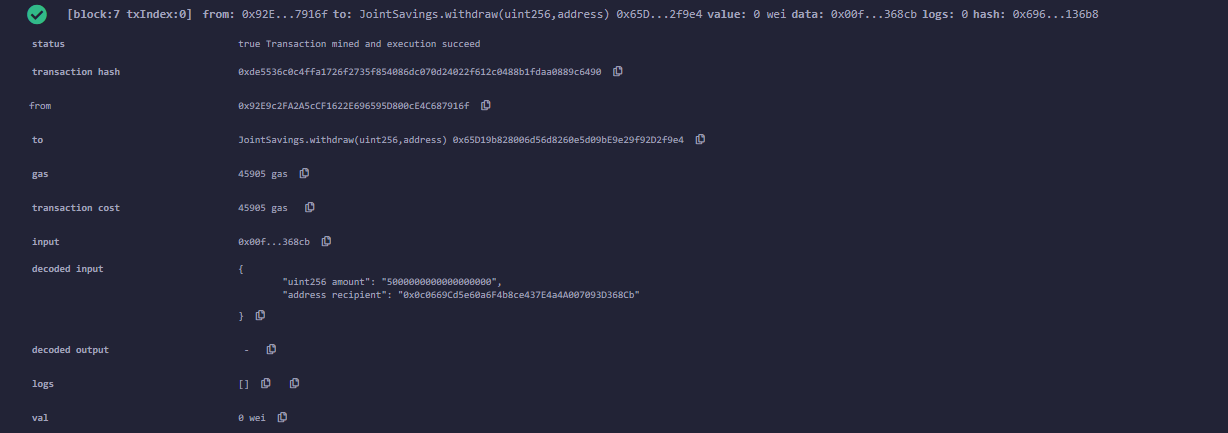 [block:7 txIndex:0] from: 0x92E...7916f to: JointSavings.withdraw(uint256,address) 0x65D...2f9e4 value: 0 wei data: 0x00f...368cb logs: 0 hash: 0x696...136b8
status true Transaction mined and execution succeed
transaction hash 0xde5536c0c4ffa1726f2735f854086dc070d24022f612c0488b1fdaa0889c6490
from 0x92E9c2FA2A5cCF1622E696595D800cE4C687916f
to JointSavings.withdraw(uint256,address) 0x65D19b828006d56d8260e5d09bE9e29f92D2f9e4
gas 45905 gas
transaction cost 45905 gas
input 0x00f...368cb
decoded input {
"uint256 amount": "5000000000000000000",
"address recipient": "0x0c0669Cd5e60a6F4b8ce437E4a4A007093D368Cb"
}
decoded output -
logs []
val 0 wei